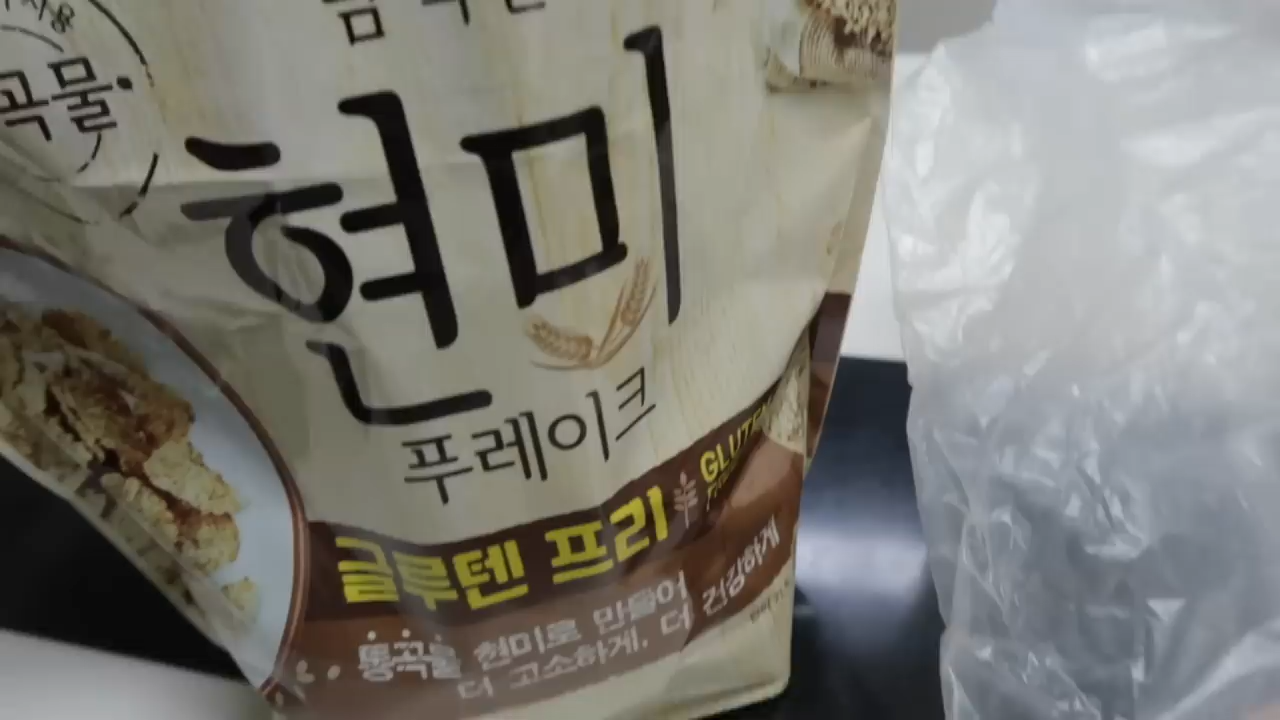 곡물
현미
푸레이크
글루텐 프리
통곡물 현미로 만들어
더 고소하게, 더 건강하게